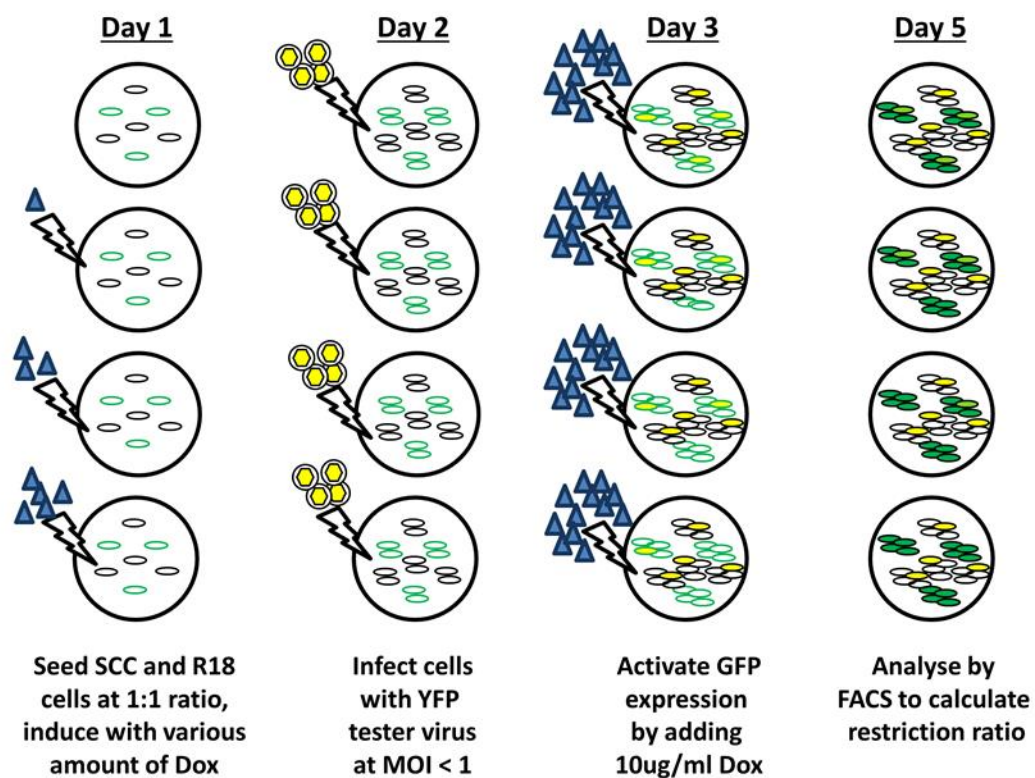 Day 1
Day 2
Day 3
Day 5
Seed SCC and R18
cells at 1:1 ratio,
induce with various
amount of Dox
Infect cells
with YFP
tester virus
at MOI < 1
Activate GFP
expression
by adding
10ug/ml Dox
Analyse by
FACS to calculate
restriction ratio